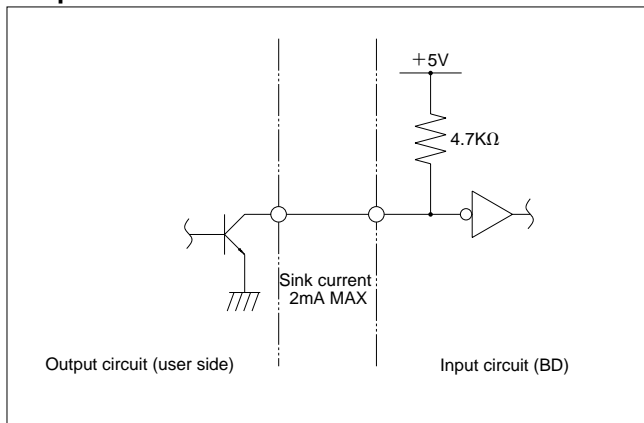 +5V
4.7KΩ
Sink current
2mA MAX
Output circuit (user side)
Input circuit (BD)